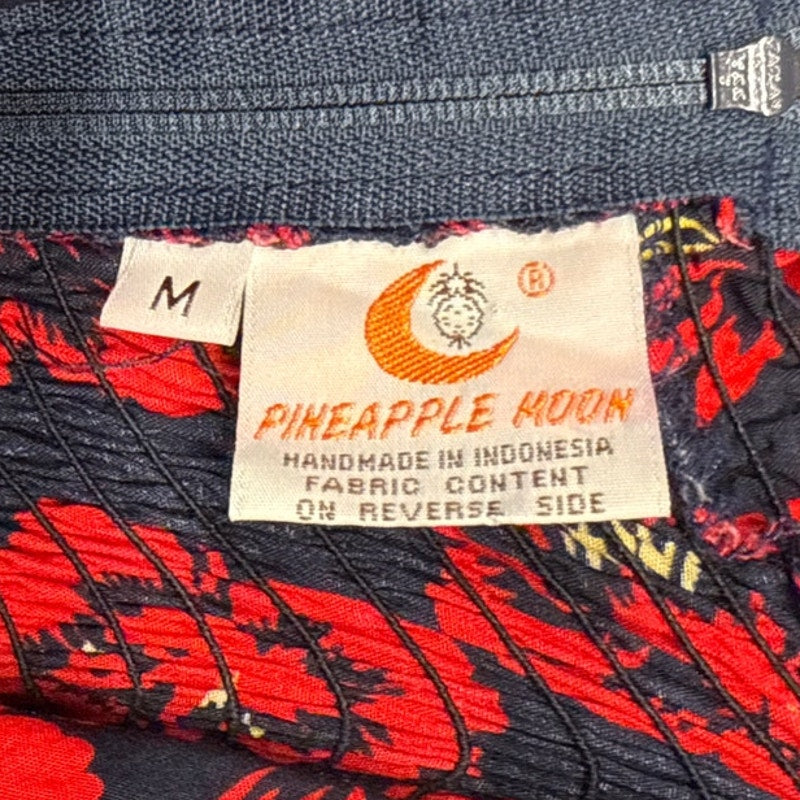 M
®
PINEAPPLE MOON
HANDMADE IN INDONESIA
FABRIC CONTENT
ON REVERSE SIDE